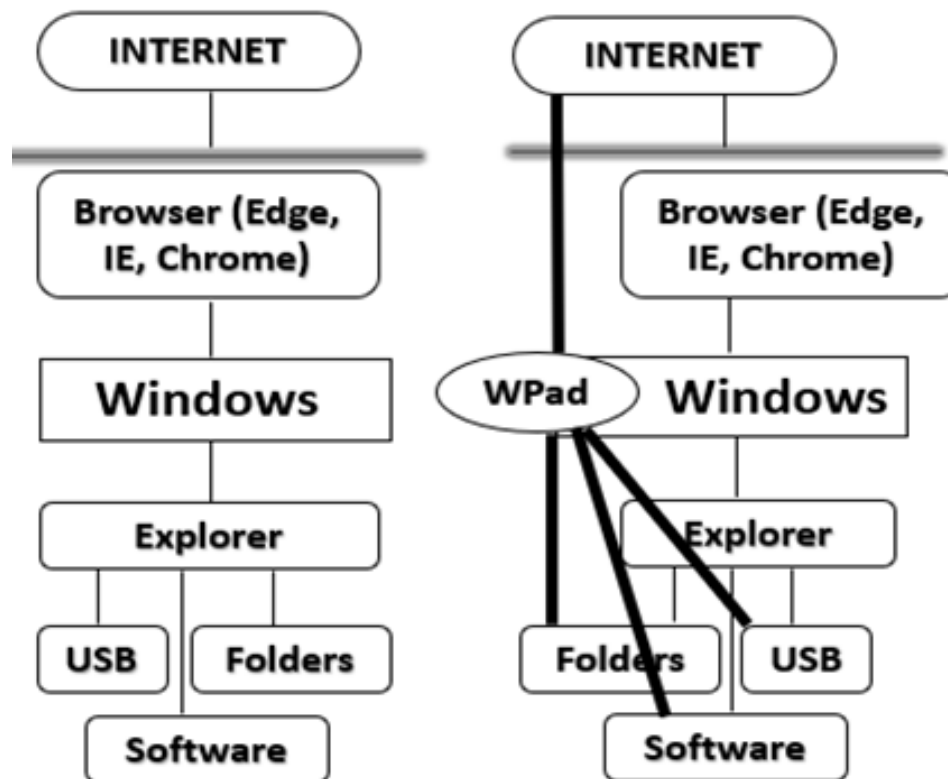 INTERNET
Browser (Edge,
IE, Chrome)
Windows
Explorer
USB
Folders
Software
INTERNET
Browser (Edge,
IE, Chrome)
WPad
Windows
Explorer
Folders
USB
Software